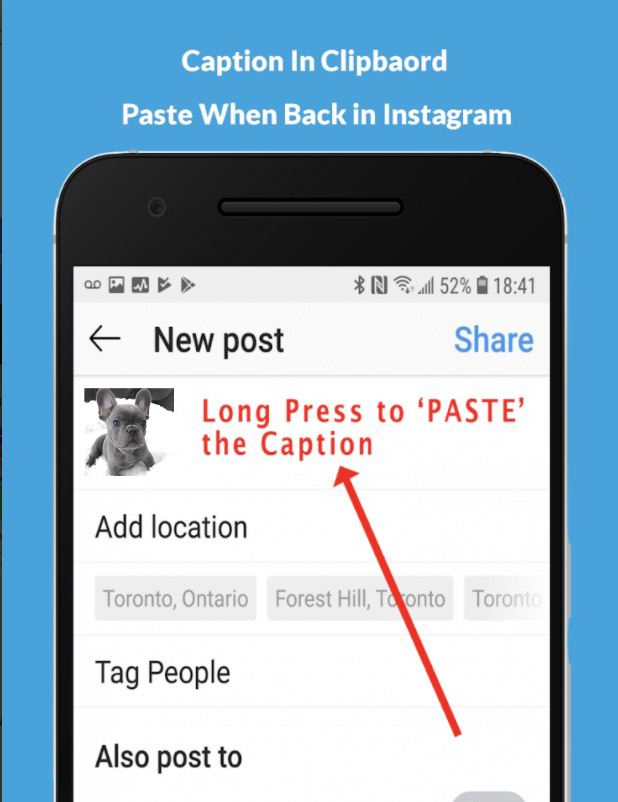 Caption In Clipbaord
Paste When Back in Instagram
52% 18:41
New post Share
Long Press to ‘PASTE’
the Caption
Add location
Toronto, Ontario Forest Hill, Toronto Toronto
Tag People
Also post to